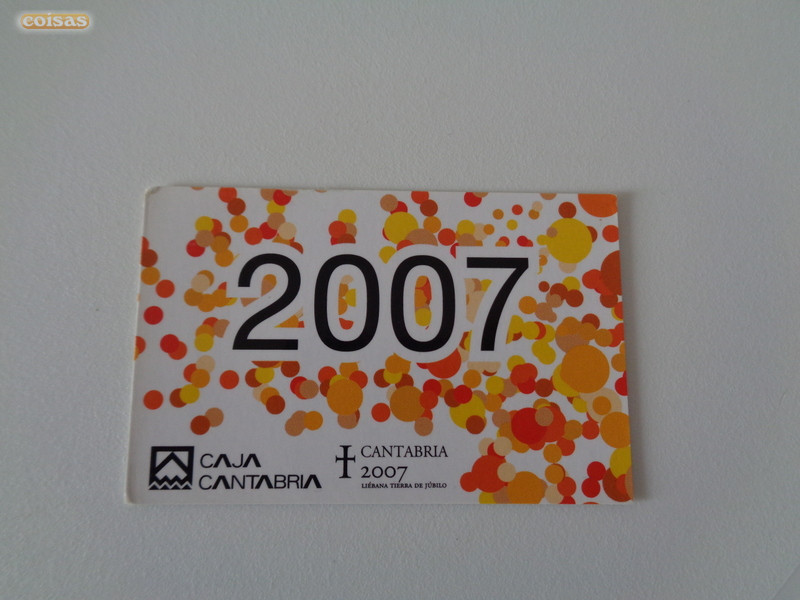 coisas
2007
CAJA
CANTABRIA
CANTABRIA
2007
LIÉBANA TIERRA DE JÚBILO